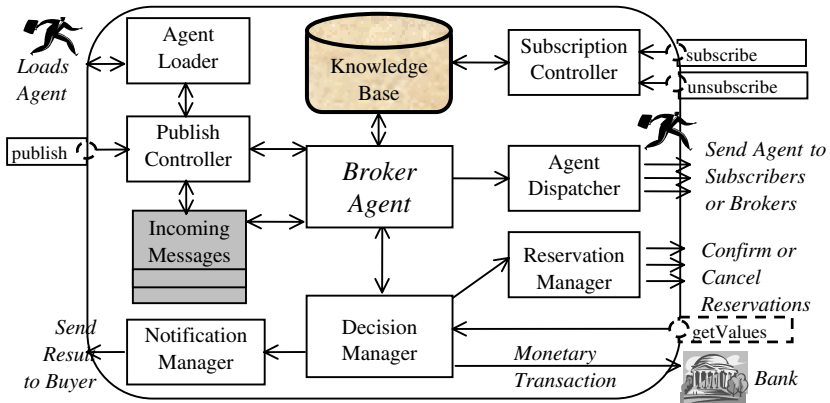 Agent
Loader
Loads
Agent
Knowledge
Base
Subscription
Controller
subscribe
unsubscribe
publish
Publish
Controller
Broker
Agent
Agent
Dispatcher
Send Agent to
Subscribers
or Brokers
Incoming
Messages
Reservation
Manager
Confirm or
Cancel
Reservations
Send
Result
to Buyer
Notification
Manager
Decision
Manager
getValues
Monetary
Transaction
Bank